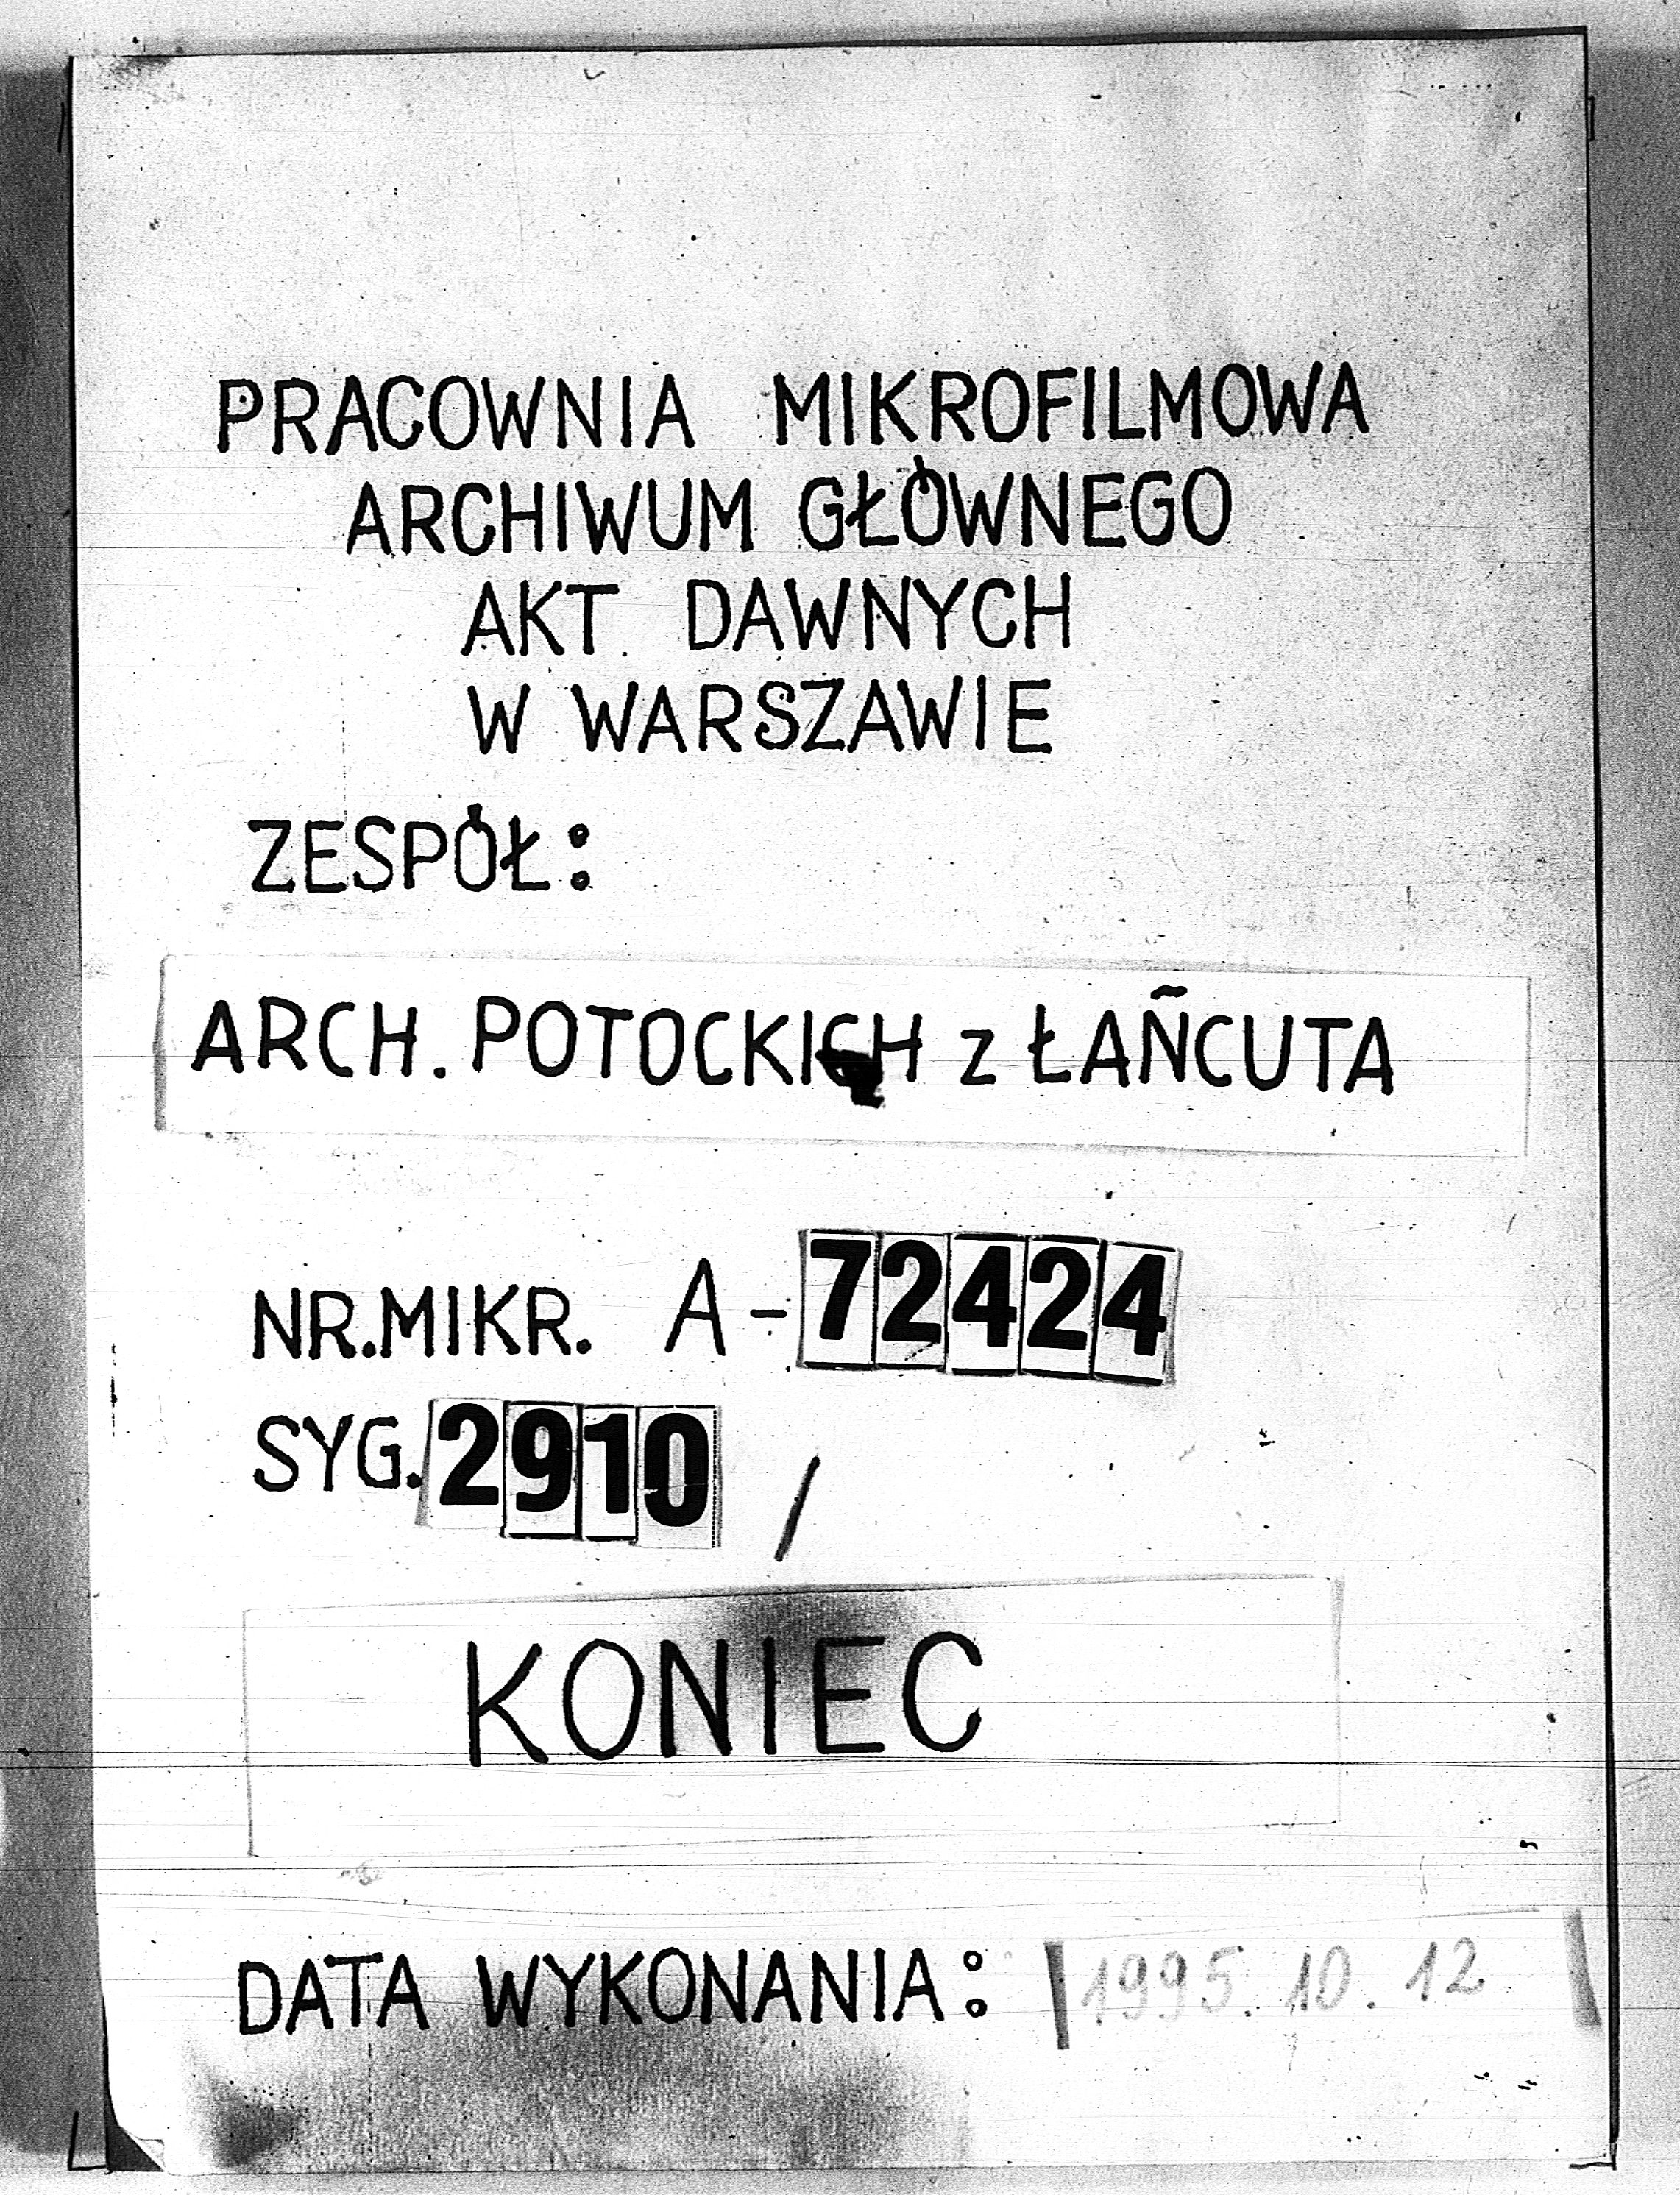 PRACOWNIA MIKROFILMOWA
ARCHIWUM GŁÓWNEGO
AKT DAWNYCH
W WARSZAWIE
ZESPÓŁ:
ARCH. POTOCKICH z ŁAŃCUTA
NR.MIKR. A-72424
SYG. 2910 /
KONIEC
DATA WYKONANIA: 1995.10.12